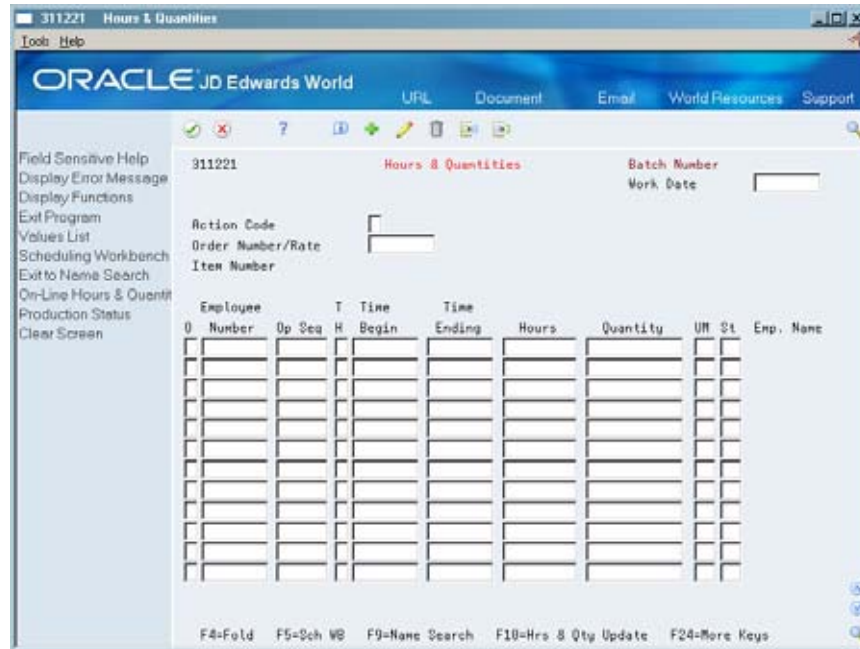 311221 Hours & Quantities
Tools Help
ORACLE JD Edwards World
URL Document Email World Resources Support
Field Sensitive Help
Display Error Message
Display Functions
Exit Program
Values List
Scheduling Workbench
Exit to Name Search
On-Line Hours & Quantit
Production Status
Clear Screen
311221 Hours & Quantities Batch Number
Work Date
Action Code
Order Number/Rate
Item Number
Employee T Time Time
O Number Op Seq H Begin Ending Hours Quantity UM St Emp. Name
F4=Fold F5=Sch WB F9=Name Search F10=Hrs & Qty Update F24=More Keys